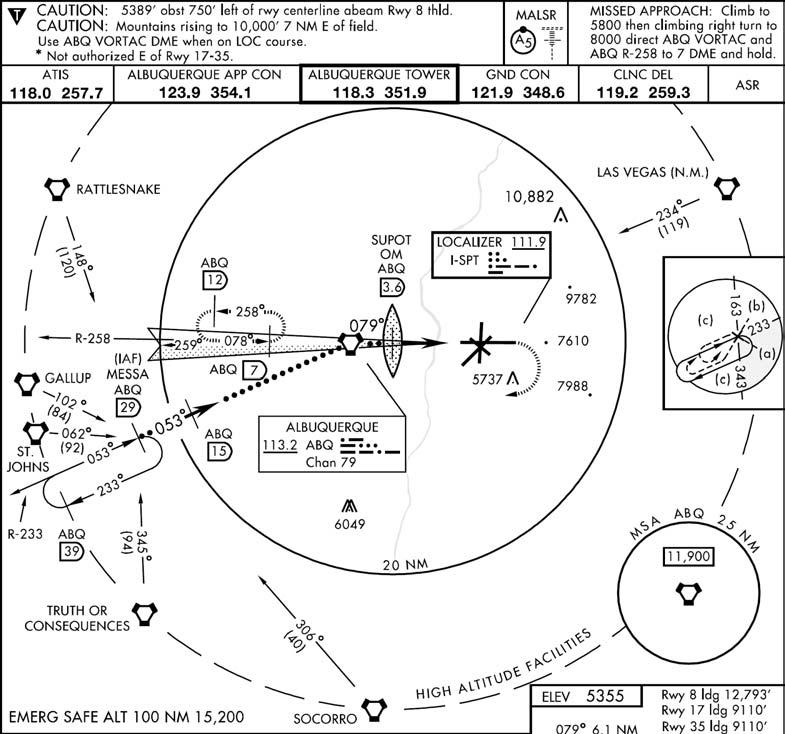 T
CAUTION: 5389' obst 750' left of rwy centerline abeam Rwy 8 thld.
CAUTION: Mountains rising to 10,000' 7 NM E of field.
Use ABQ VORTAC DME when on LOC course.
* Not authorized E of Rwy 17-35.
MALSR
A5
MISSED APPROACH: Climb to
5800 then climbing right turn to
8000 direct ABQ VORTAC and
ABQ R-258 to 7 DME and hold.
ATIS
118.0 257.7
ALBUQUERQUE APP CON
123.9 354.1
ALBUQUERQUE TOWER
118.3 351.9
GND CON
121.9 348.6
CLNC DEL
119.2 259.3
ASR
RATTLESNAKE
148°
(120)
LAS VEGAS (N.M.)
234°
(119)
10,882
SUPOT
OM
ABQ
3.6
LOCALIZER 111.9
I-SPT
ABQ
12
258°
078°
259°
R-258
079°
9782
7610
7988
5737
ABQ 7
163
(b)
(c)
233
(a)
(c)
343
(IAF)
MESSA
ABQ
29
GALLUP
102°
(84)
062°
(92)
ST.
JOHNS
053°
053°
233°
ABQ
15
R-233
ABQ
39
345°
(94)
ALBUQUERQUE
113.2 ABQ
Chan 79
6049
20 NM
MSA ABQ 25 NM
11,900
TRUTH OR
CONSEQUENCES
306°
(40)
SOCORRO
HIGH ALTITUDE FACILITIES
EMERG SAFE ALT 100 NM 15,200
ELEV 5355
079° 6.1 NM
Rwy 8 ldg 12,793'
Rwy 17 ldg 9110'
Rwy 35 ldg 9110'